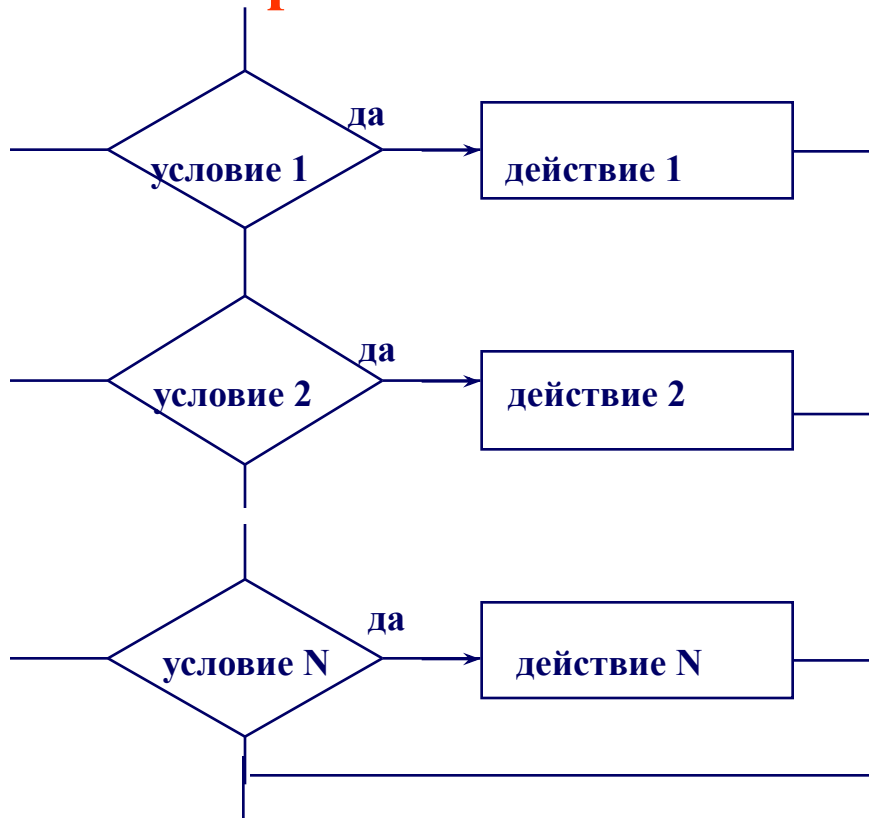 да
условие 1
действие 1
да
условие 2
действие 2
да
условие N
действие N